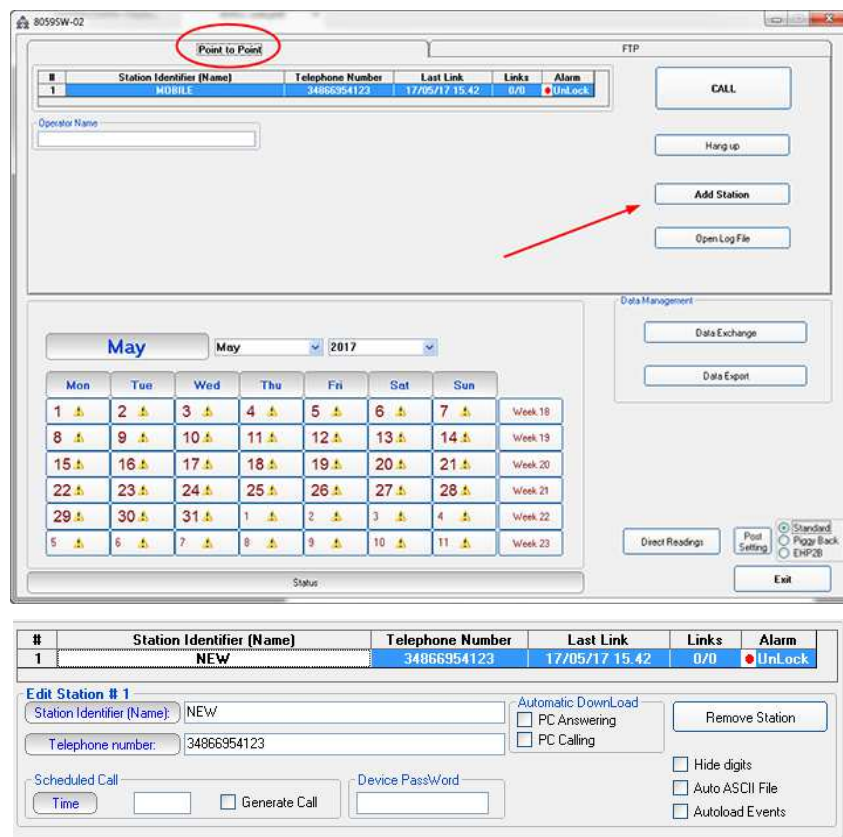 8059SW-02
Point to Point FTP
# Station Identifier (Name) Telephone Number Last Link Links Alarm
1 MOBILE 34866954123 17/05/17 15.42 0/0 UnLock
CALL
Operator Name
Hang up
Add Station
Open Log File
Data Management
Data Exchange
Data Export
May May 2017
Mon Tue Wed Thu Fri Sat Sun
1 2 3 4 5 6 7 Week 18
8 9 10 11 12 13 14 Week 19
15 16 17 18 19 20 21 Week 20
22 23 24 25 26 27 28 Week 21
29 30 31 1 2 3 4 Week 22
5 6 7 8 9 10 11 Week 23
Direct Readings Post Setting
Standard
Piggy Back
EHP2B
Status
Exit
# Station Identifier (Name) Telephone Number Last Link Links Alarm
1 NEW 34866954123 17/05/17 15.42 0/0 UnLock
Edit Station # 1
Station Identifier (Name): NEW
Telephone number: 34866954123
Automatic DownLoad
PC Answering
PC Calling
Remove Station
Scheduled Call
Time Generate Call
Device PassWord
Hide digits
Auto ASCII File
Autoload Events